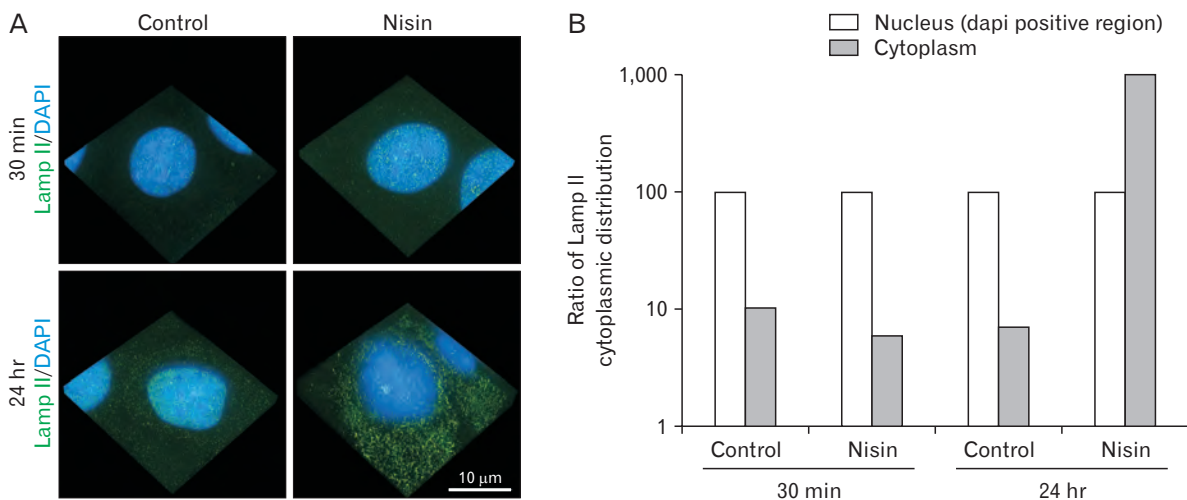 A
Control
Nisin
30 min
Lamp II/DAPI
24 hr
Lamp II/DAPI
10 µm
B
Nucleus (dapi positive region)
Cytoplasm
Ratio of Lamp II
cytoplasmic distribution
1,000
100
10
1
Control
Nisin
Control
Nisin
30 min
24 hr